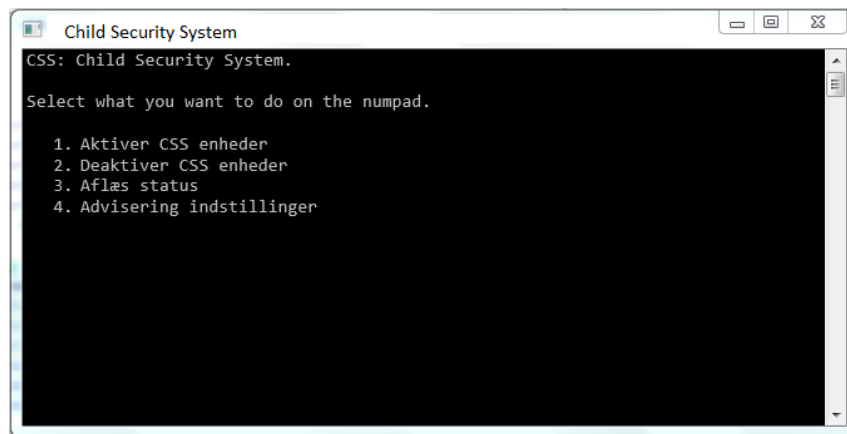 Child Security System
CSS: Child Security System.
Select what you want to do on the numpad.
1. Aktiver CSS enheder
2. Deaktiver CSS enheder
3. Aflæs status
4. Advisering indstillinger